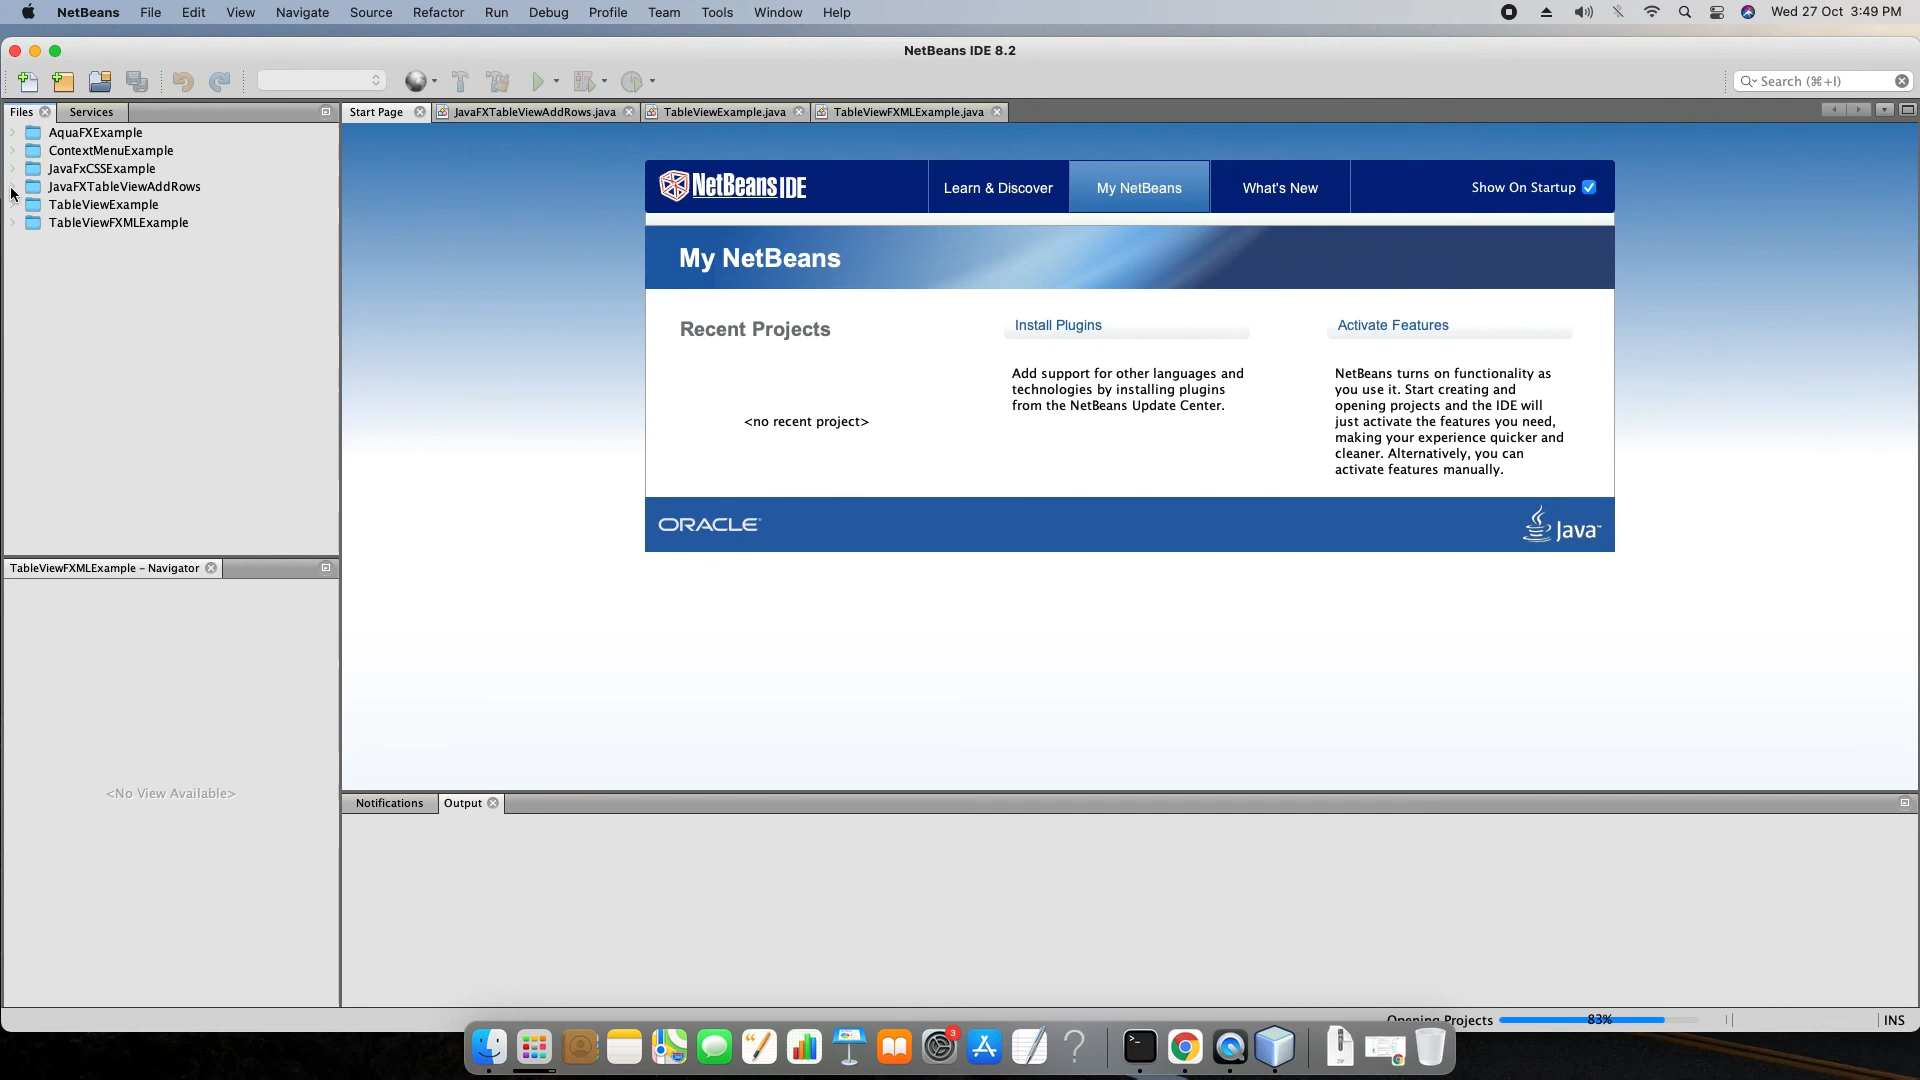 NetBeans File Edit View Navigate Source Refactor Run Debug Profile Team Tools Window Help Wed 27 Oct 3:49 PM
NetBeans IDE 8.2
Search (⌘+I)
Files Services Start Page JavaFXTableViewAddRows.java TableViewExample.java TableViewFXMLExample.java
AquaFXExample
ContextMenuExample
JavaFxCSSExample
JavaFXTableViewAddRows
TableViewExample
TableViewFXMLExample
NetBeans IDE Learn & Discover My NetBeans What's New Show On Startup
My NetBeans
Recent Projects
<no recent project>
Install Plugins
Add support for other languages and
technologies by installing plugins
from the NetBeans Update Center.
Activate Features
NetBeans turns on functionality as
you use it. Start creating and
opening projects and the IDE will
just activate the features you need,
making your experience quicker and
cleaner. Alternatively, you can
activate features manually.
ORACLE Java
TableViewFXMLExample - Navigator
<No View Available>
Notifications Output
Opening Projects 83% INS
3
ZIP